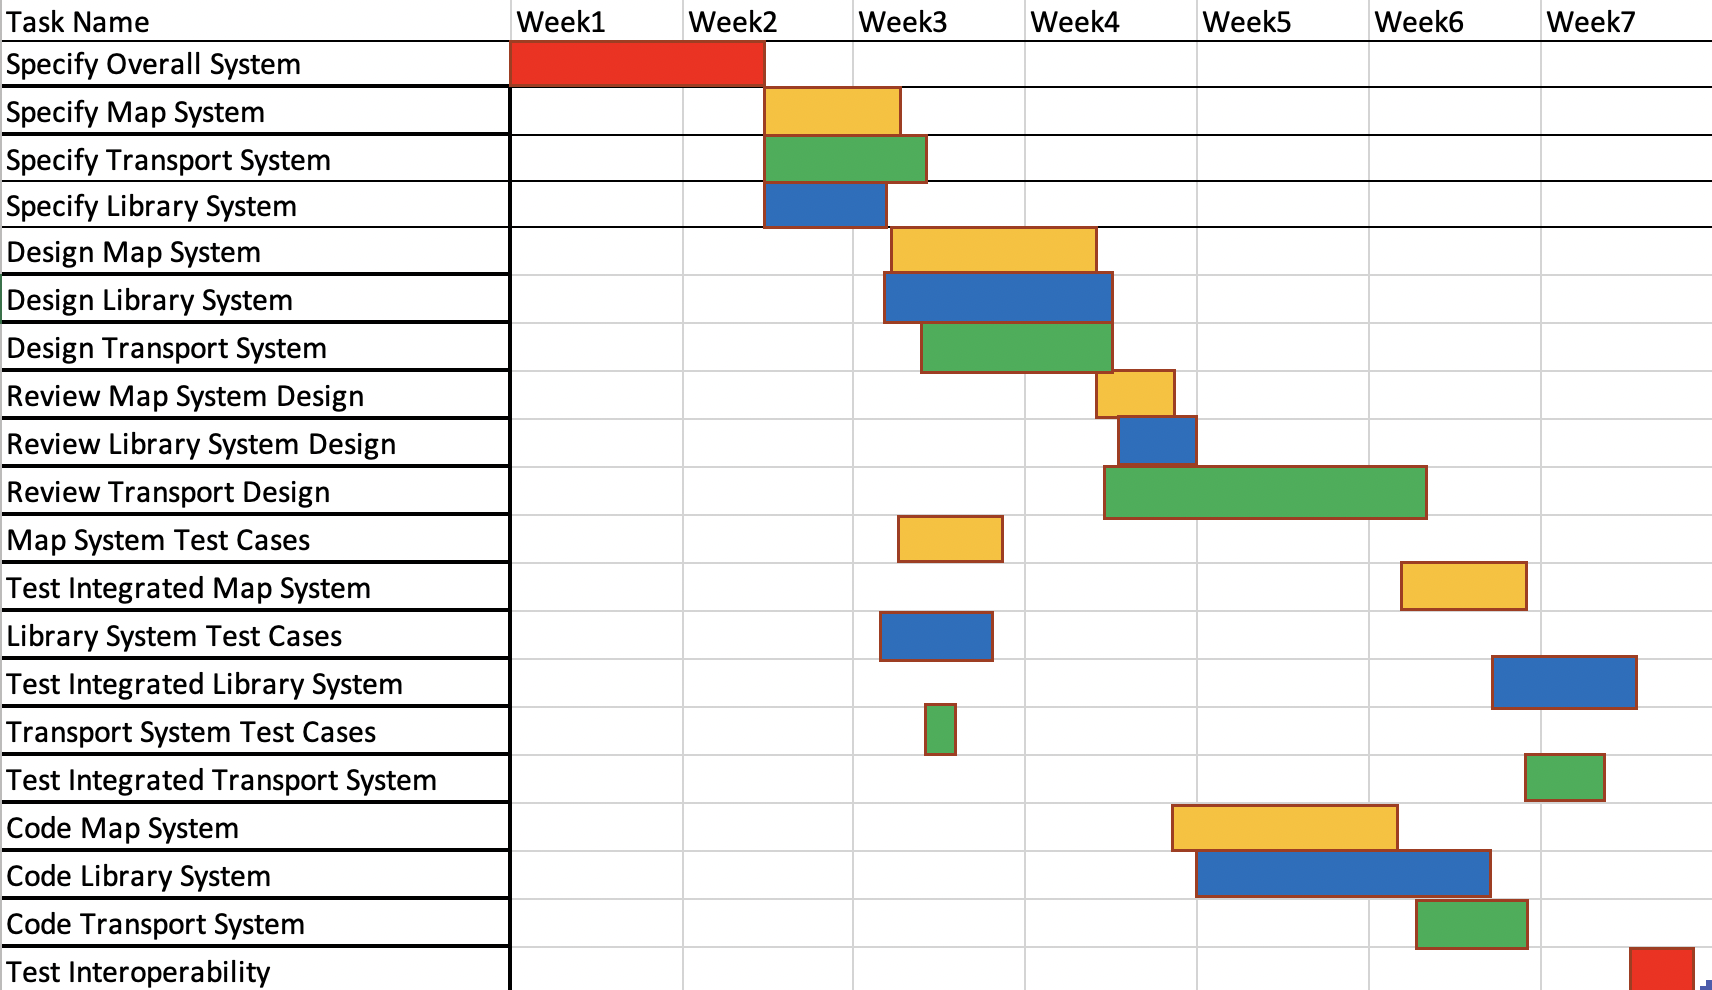 Task Name Week1 Week2 Week3 Week4 Week5 Week6 Week7
Specify Overall System
Specify Map System
Specify Transport System
Specify Library System
Design Map System
Design Library System
Design Transport System
Review Map System Design
Review Library System Design
Review Transport Design
Map System Test Cases
Test Integrated Map System
Library System Test Cases
Test Integrated Library System
Transport System Test Cases
Test Integrated Transport System
Code Map System
Code Library System
Code Transport System
Test Interoperability